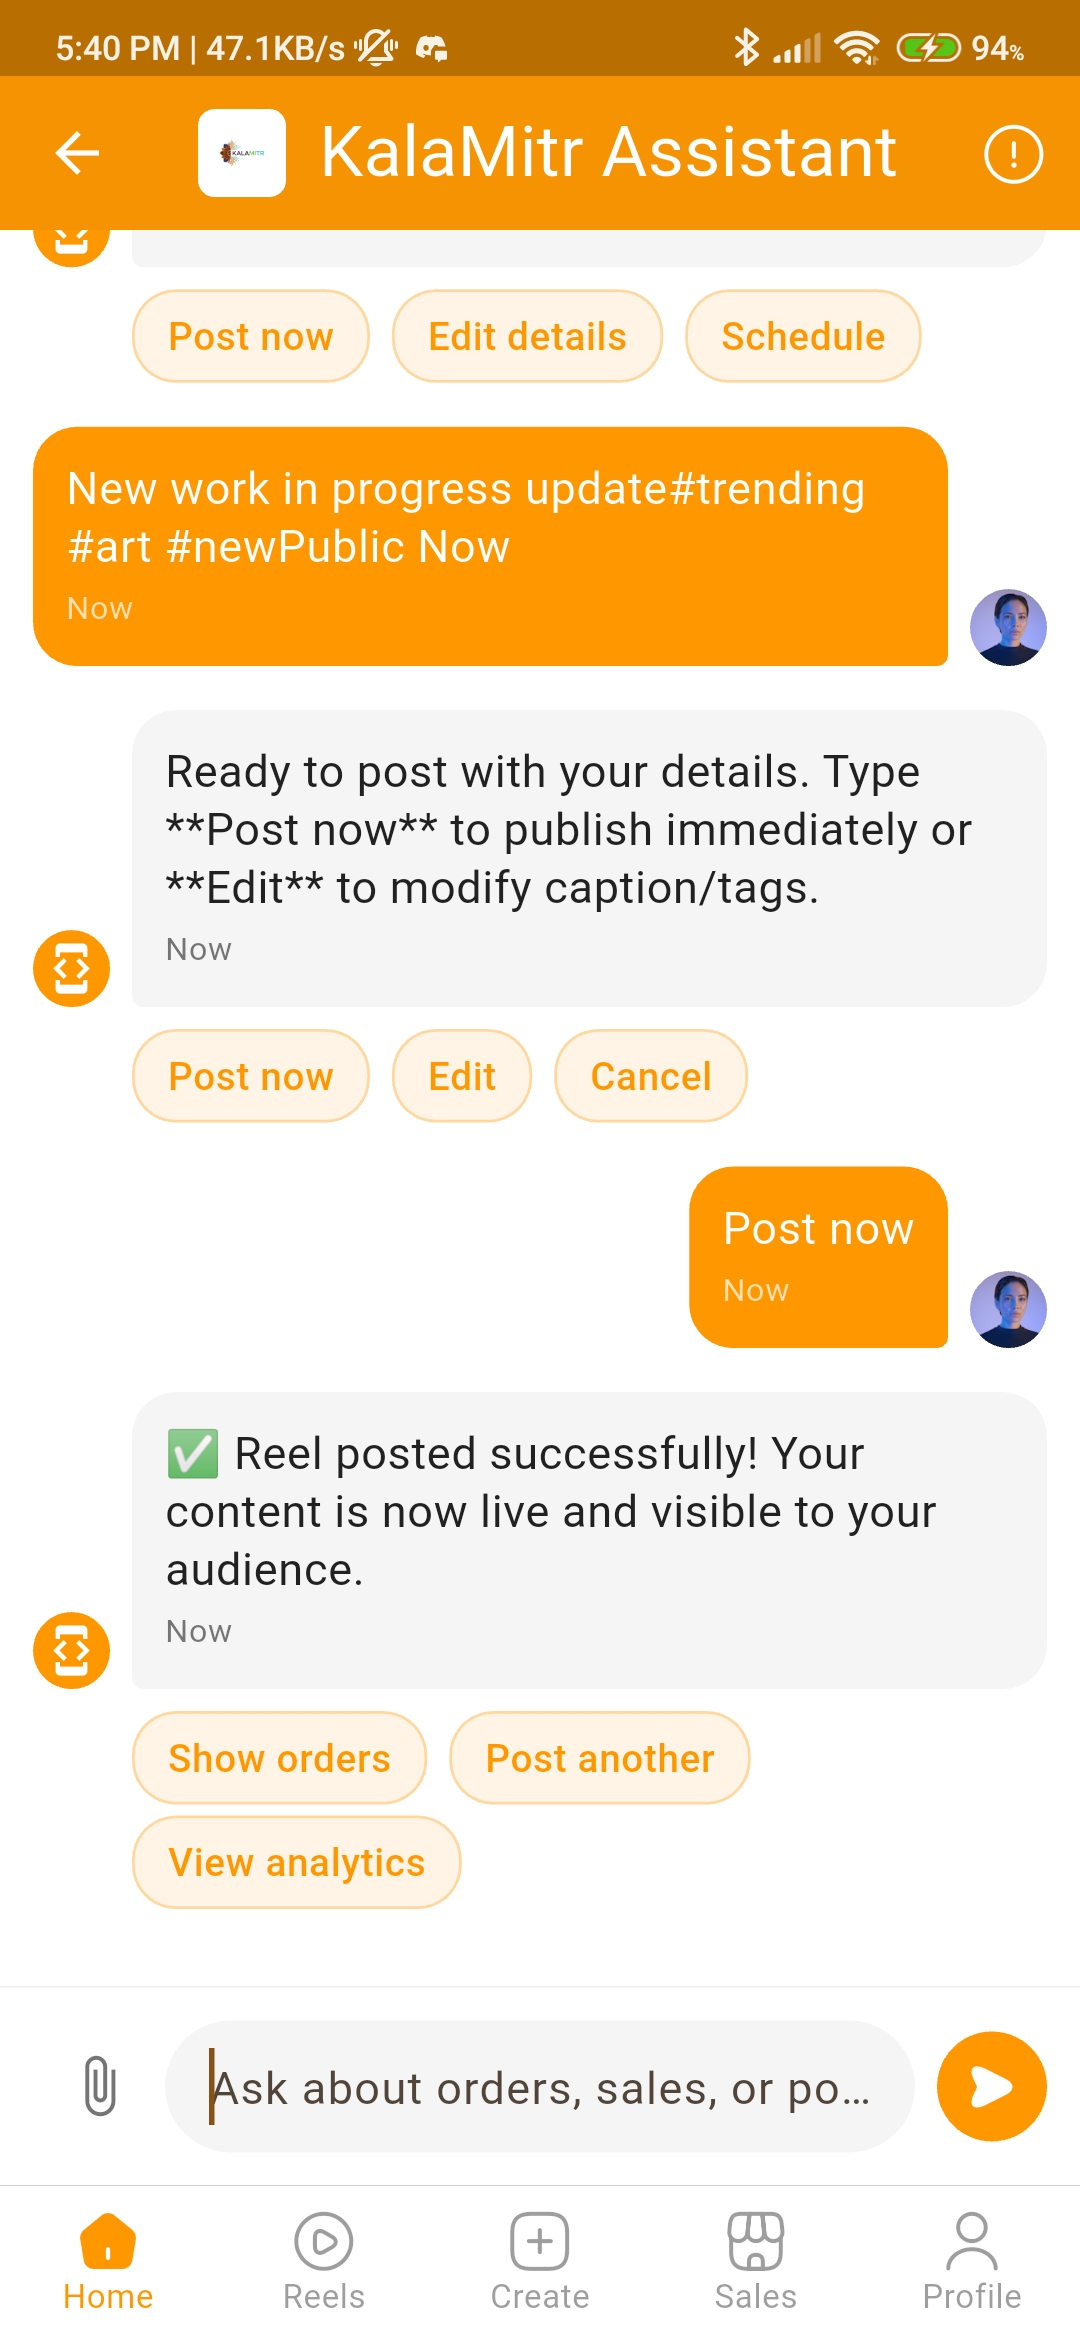 5:40 PM | 47.1KB/s
94%
KALAMITR
KalaMitr Assistant
Post now
Edit details
Schedule
New work in progress update#trending
#art #newPublic Now
Now
Ready to post with your details. Type
**Post now** to publish immediately or
**Edit** to modify caption/tags.
Now
Post now
Edit
Cancel
Post now
Now
✅ Reel posted successfully! Your
content is now live and visible to your
audience.
Now
Show orders
Post another
View analytics
Ask about orders, sales, or po...
Home
Reels
Create
Sales
Profile